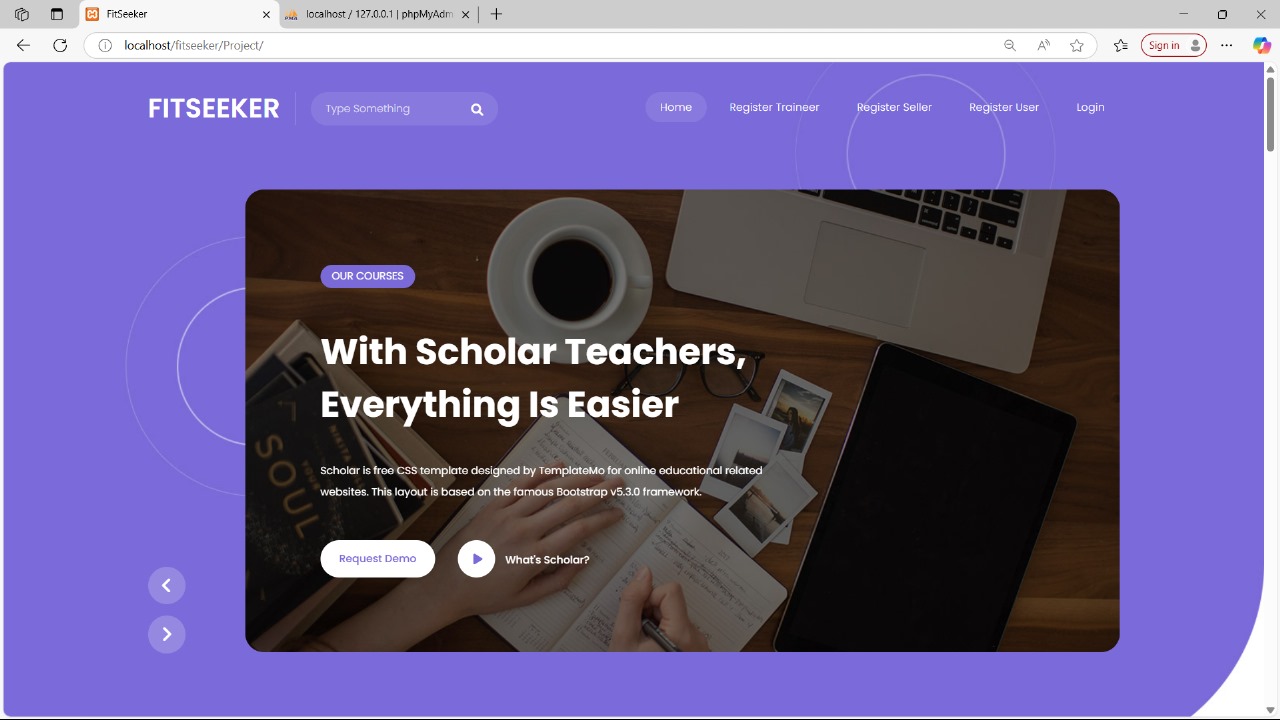 FitSeeker
localhost / 127.0.0.1 | phpMyAdm
localhost/fitseeker/Project/
Sign in
FITSEEKER
Type Something
Home
Register Traineer
Register Seller
Register User
Login
OUR COURSES
With Scholar Teachers,
Everything Is Easier
Scholar is free CSS template designed by TemplateMo for online educational related
websites. This layout is based on the famous Bootstrap v5.3.0 framework.
Request Demo
What's Scholar?
NIKITA
SOUL